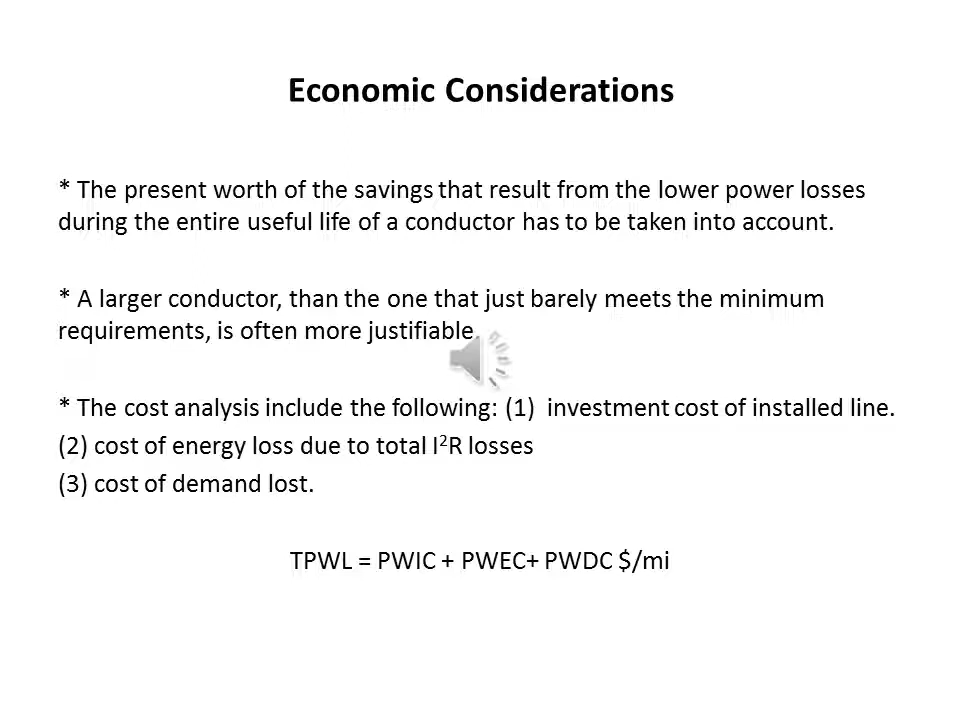 Economic Considerations
* The present worth of the savings that result from the lower power losses
during the entire useful life of a conductor has to be taken into account.
* A larger conductor, than the one that just barely meets the minimum
requirements, is often more justifiable.
* The cost analysis include the following: (1) investment cost of installed line.
(2) cost of energy loss due to total I²R losses
(3) cost of demand lost.
TPWL = PWIC + PWEC+ PWDC $/mi